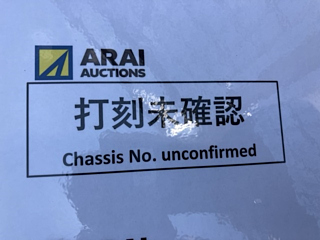 ARAI
AUCTIONS
打刻未確認
Chassis No. unconfirmed